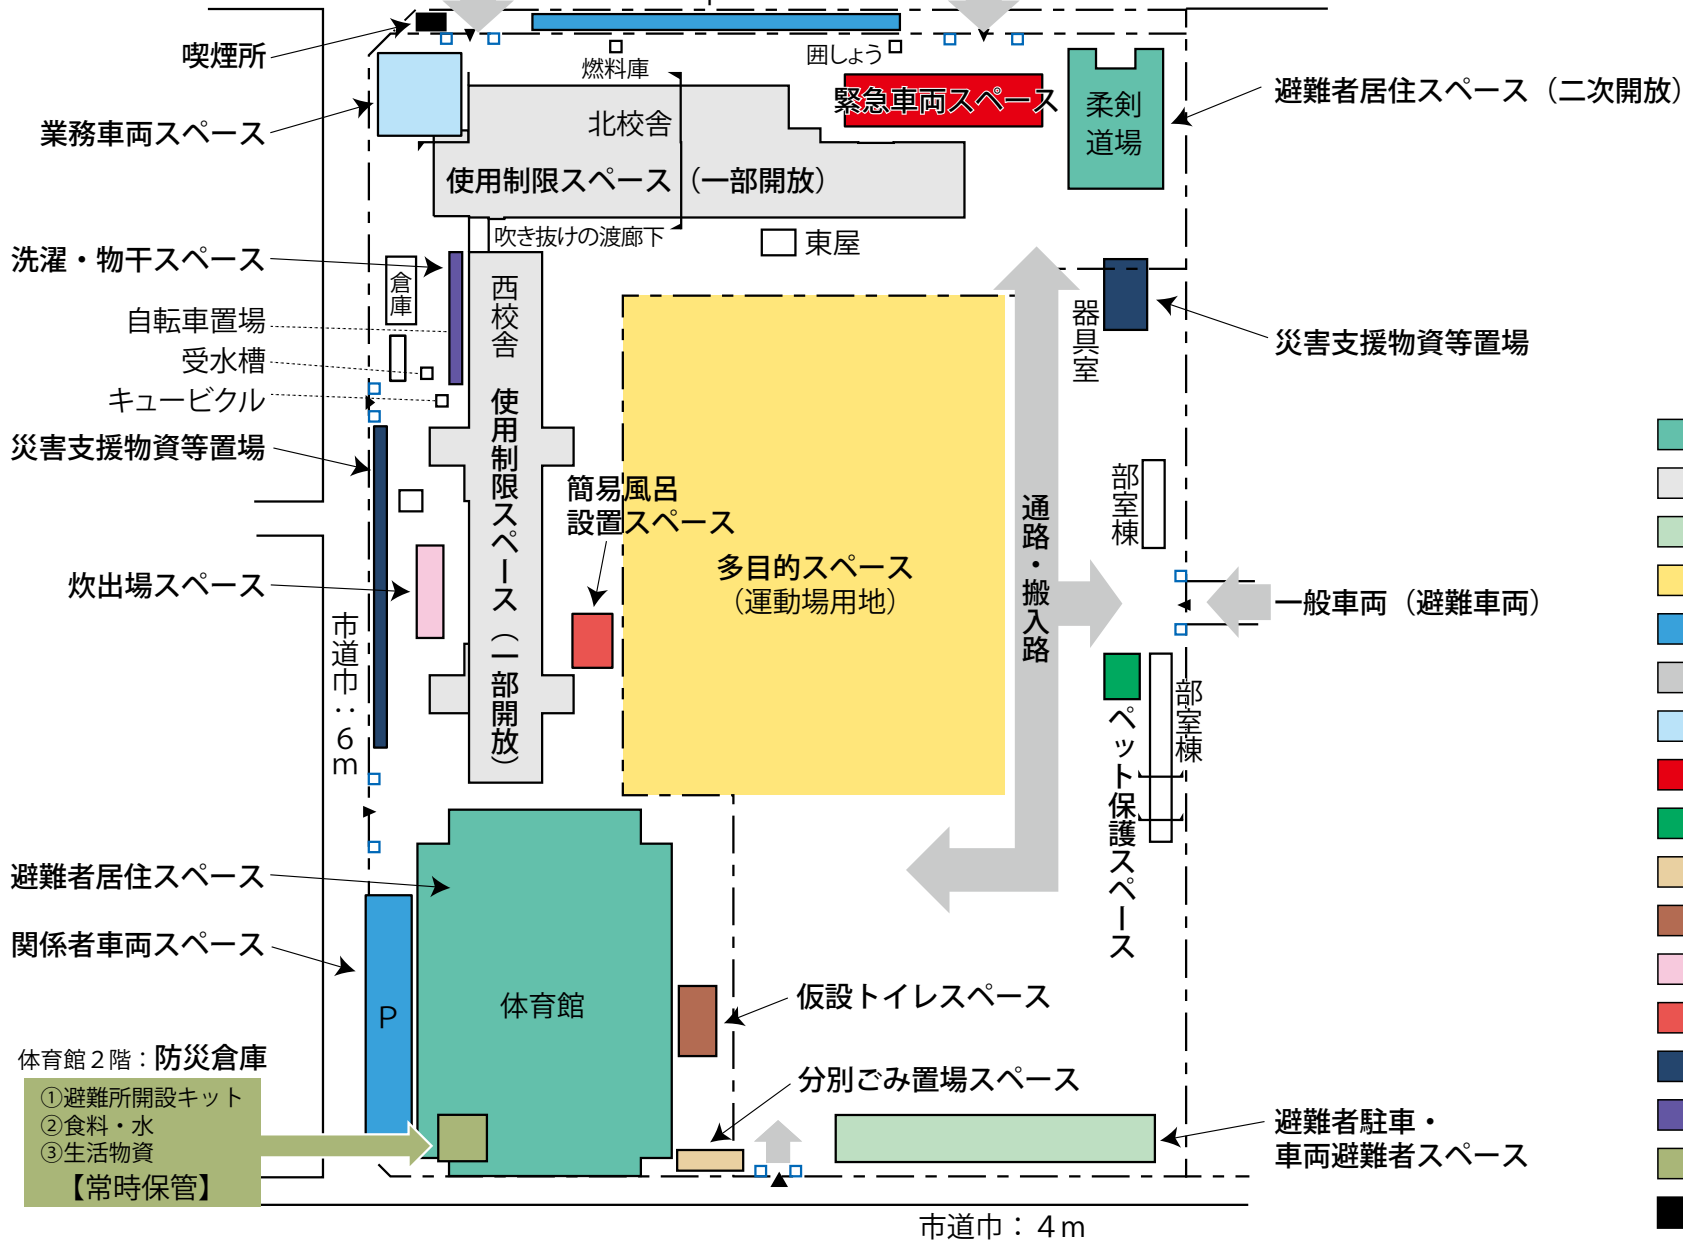 喫煙所
業務車両スペース
燃料庫
囲しょう
緊急車両スペース
柔剣
道場
避難者居住スペース（二次開放）
北校舎
使用制限スペース（一部開放）
吹き抜けの渡廊下
東屋
洗濯・物干スペース
倉庫
自転車置場
受水槽
キュービクル
災害支援物資等置場
西校舎
使用制限スペース（一部開放）
炊出場スペース
市道巾：６ｍ
簡易風呂
設置スペース
多目的スペース
（運動場用地）
通路・搬入路
器具室
災害支援物資等置場
部室棟
一般車両（避難車両）
部室棟
ペット保護スペース
避難者居住スペース
関係者車両スペース
P
体育館
体育館２階：防災倉庫
①避難所開設キット
②食料・水
③生活物資
【常時保管】
仮設トイレスペース
分別ごみ置場スペース
避難者駐車・
車両避難者スペース
市道巾：４ｍ